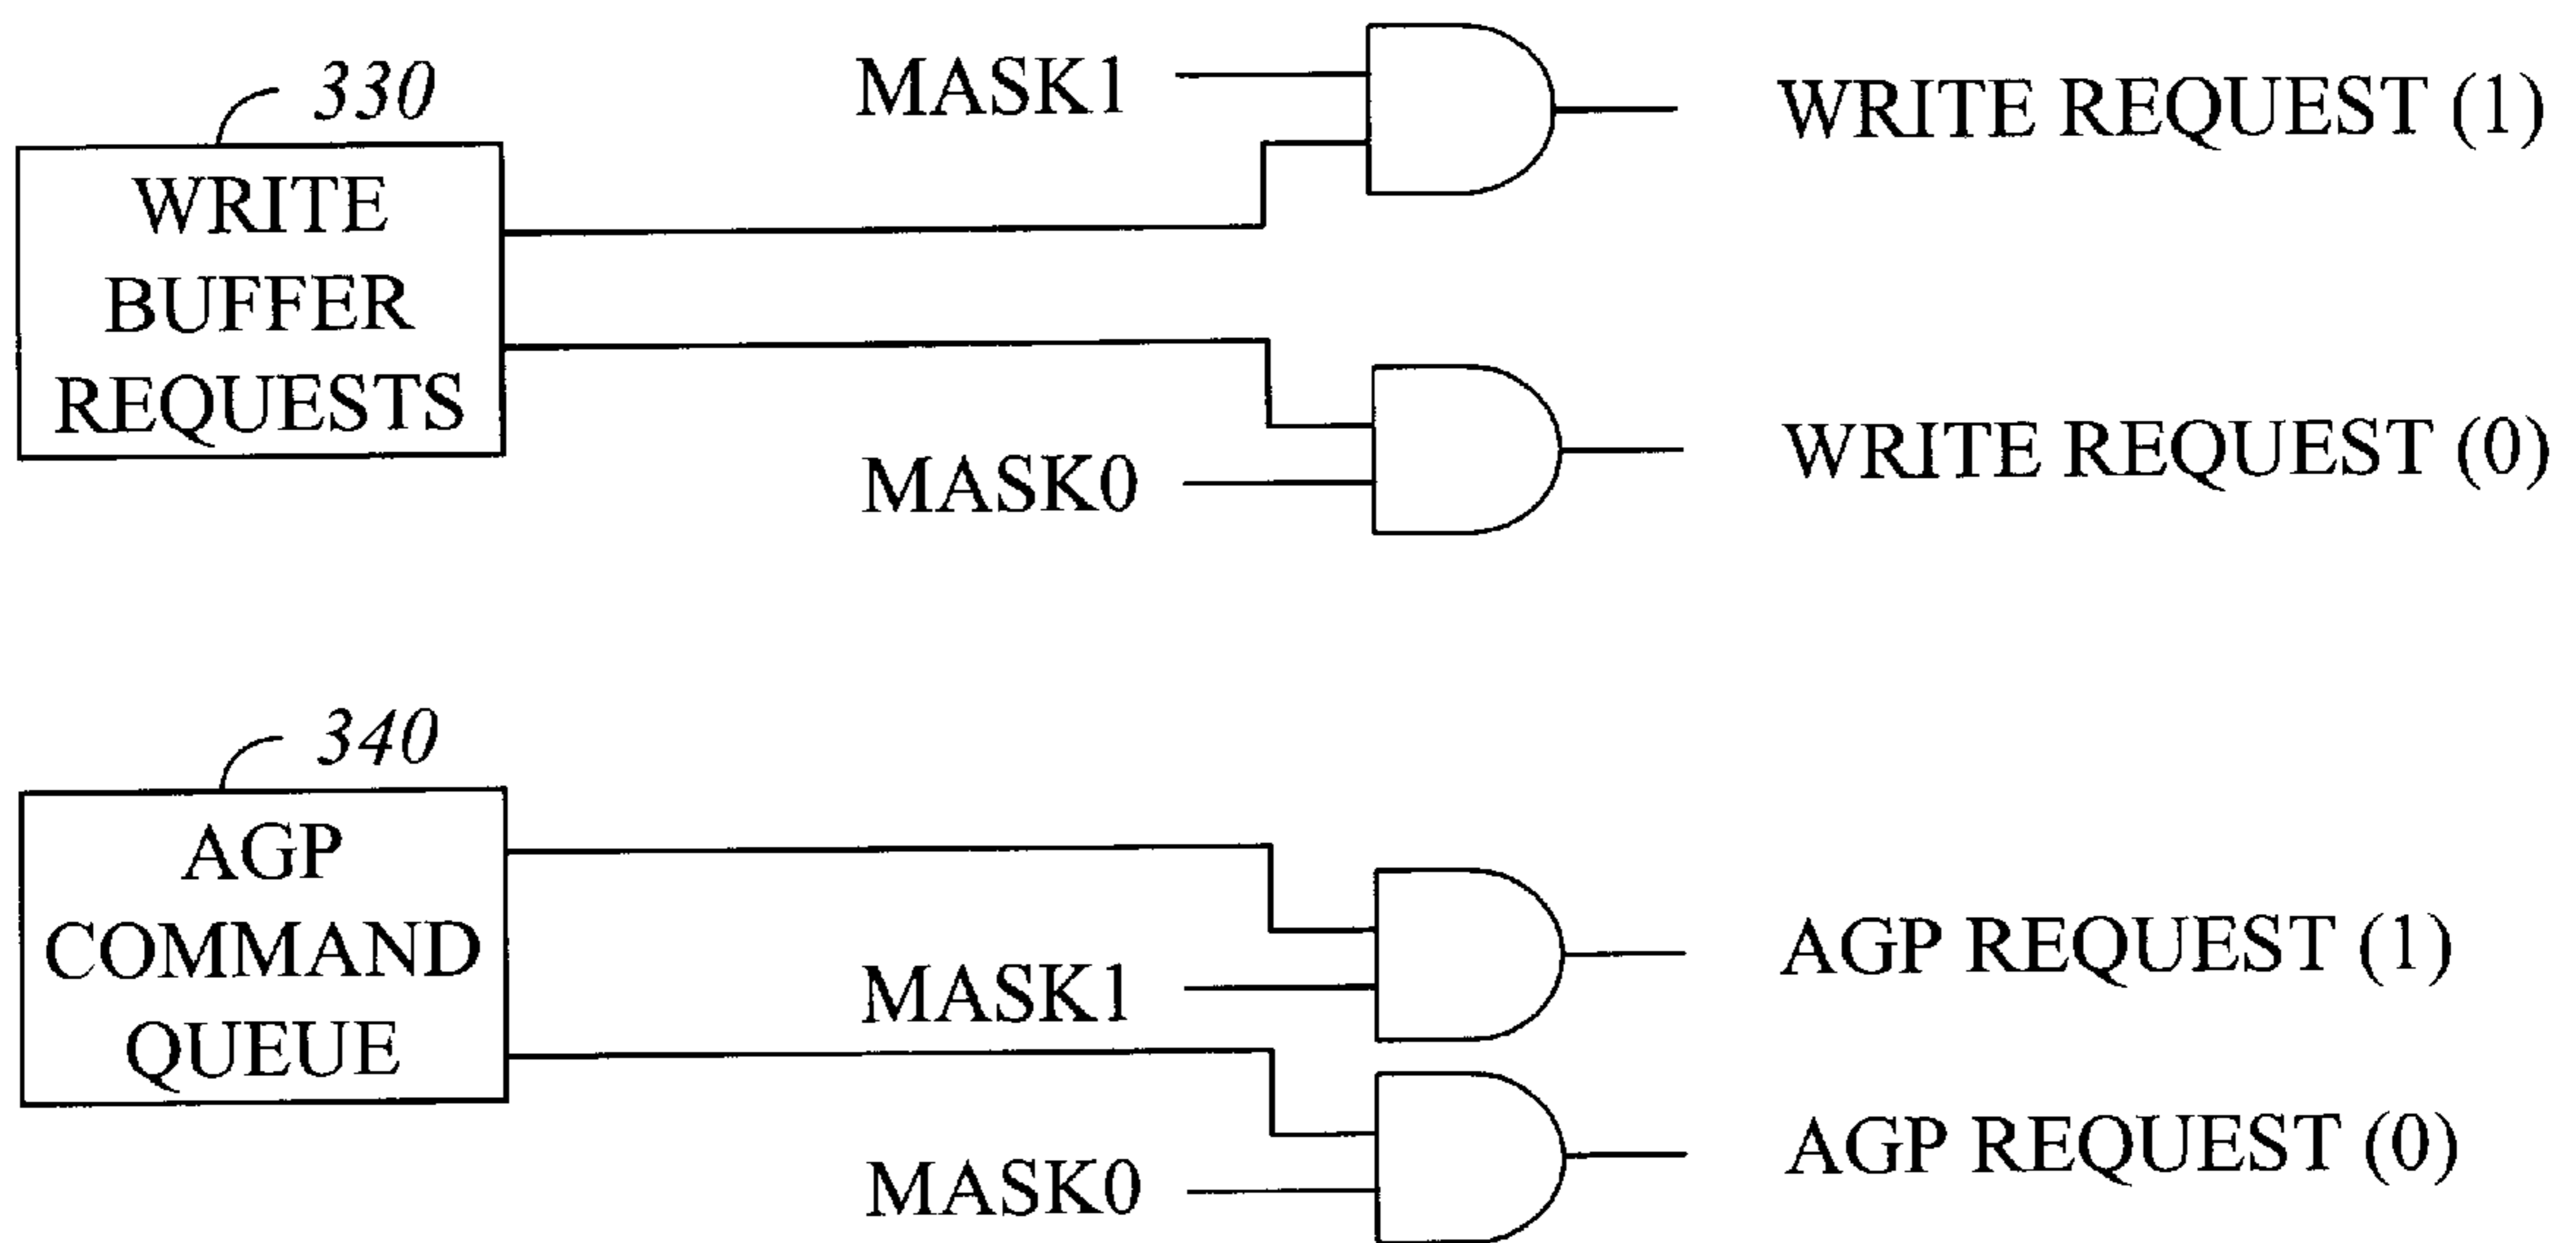 330
MASK1
WRITE REQUEST (1)
WRITE
BUFFER
REQUESTS
MASK0
WRITE REQUEST (0)
340
AGP
COMMAND
QUEUE
MASK1
AGP REQUEST (1)
MASK0
AGP REQUEST (0)